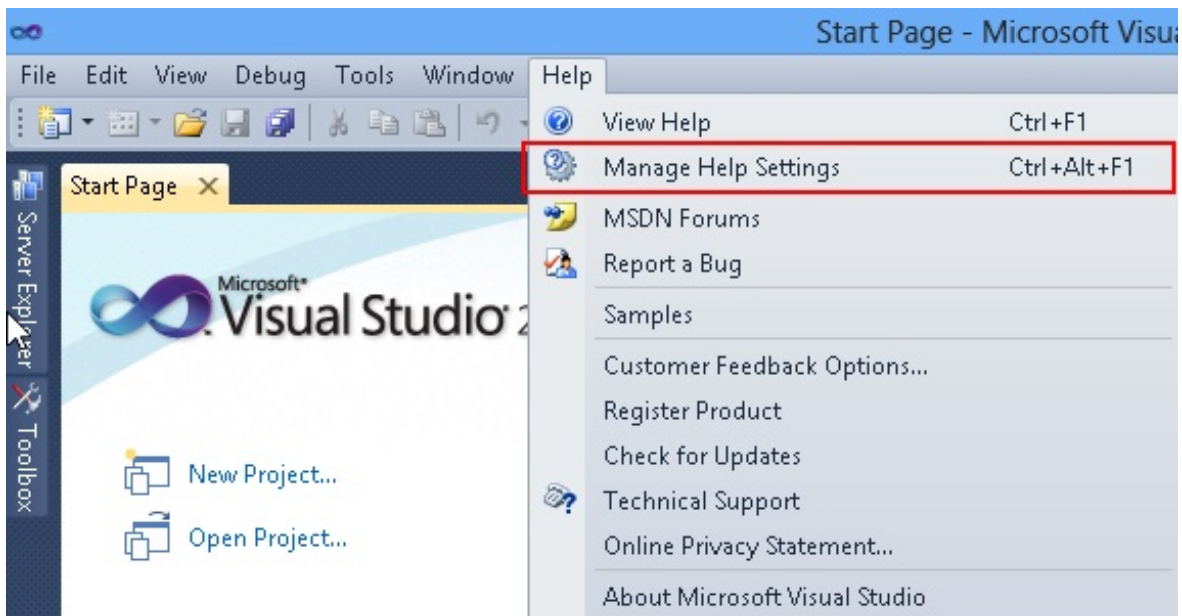 Start Page - Microsoft Visua
File Edit View Debug Tools Window Help
View Help Ctrl+F1
Manage Help Settings Ctrl+Alt+F1
MSDN Forums
Report a Bug
Samples
Customer Feedback Options...
Register Product
Check for Updates
Technical Support
Online Privacy Statement...
About Microsoft Visual Studio
Server Explorer
Toolbox
Start Page
Microsoft®
Visual Studio® 2
New Project...
Open Project...